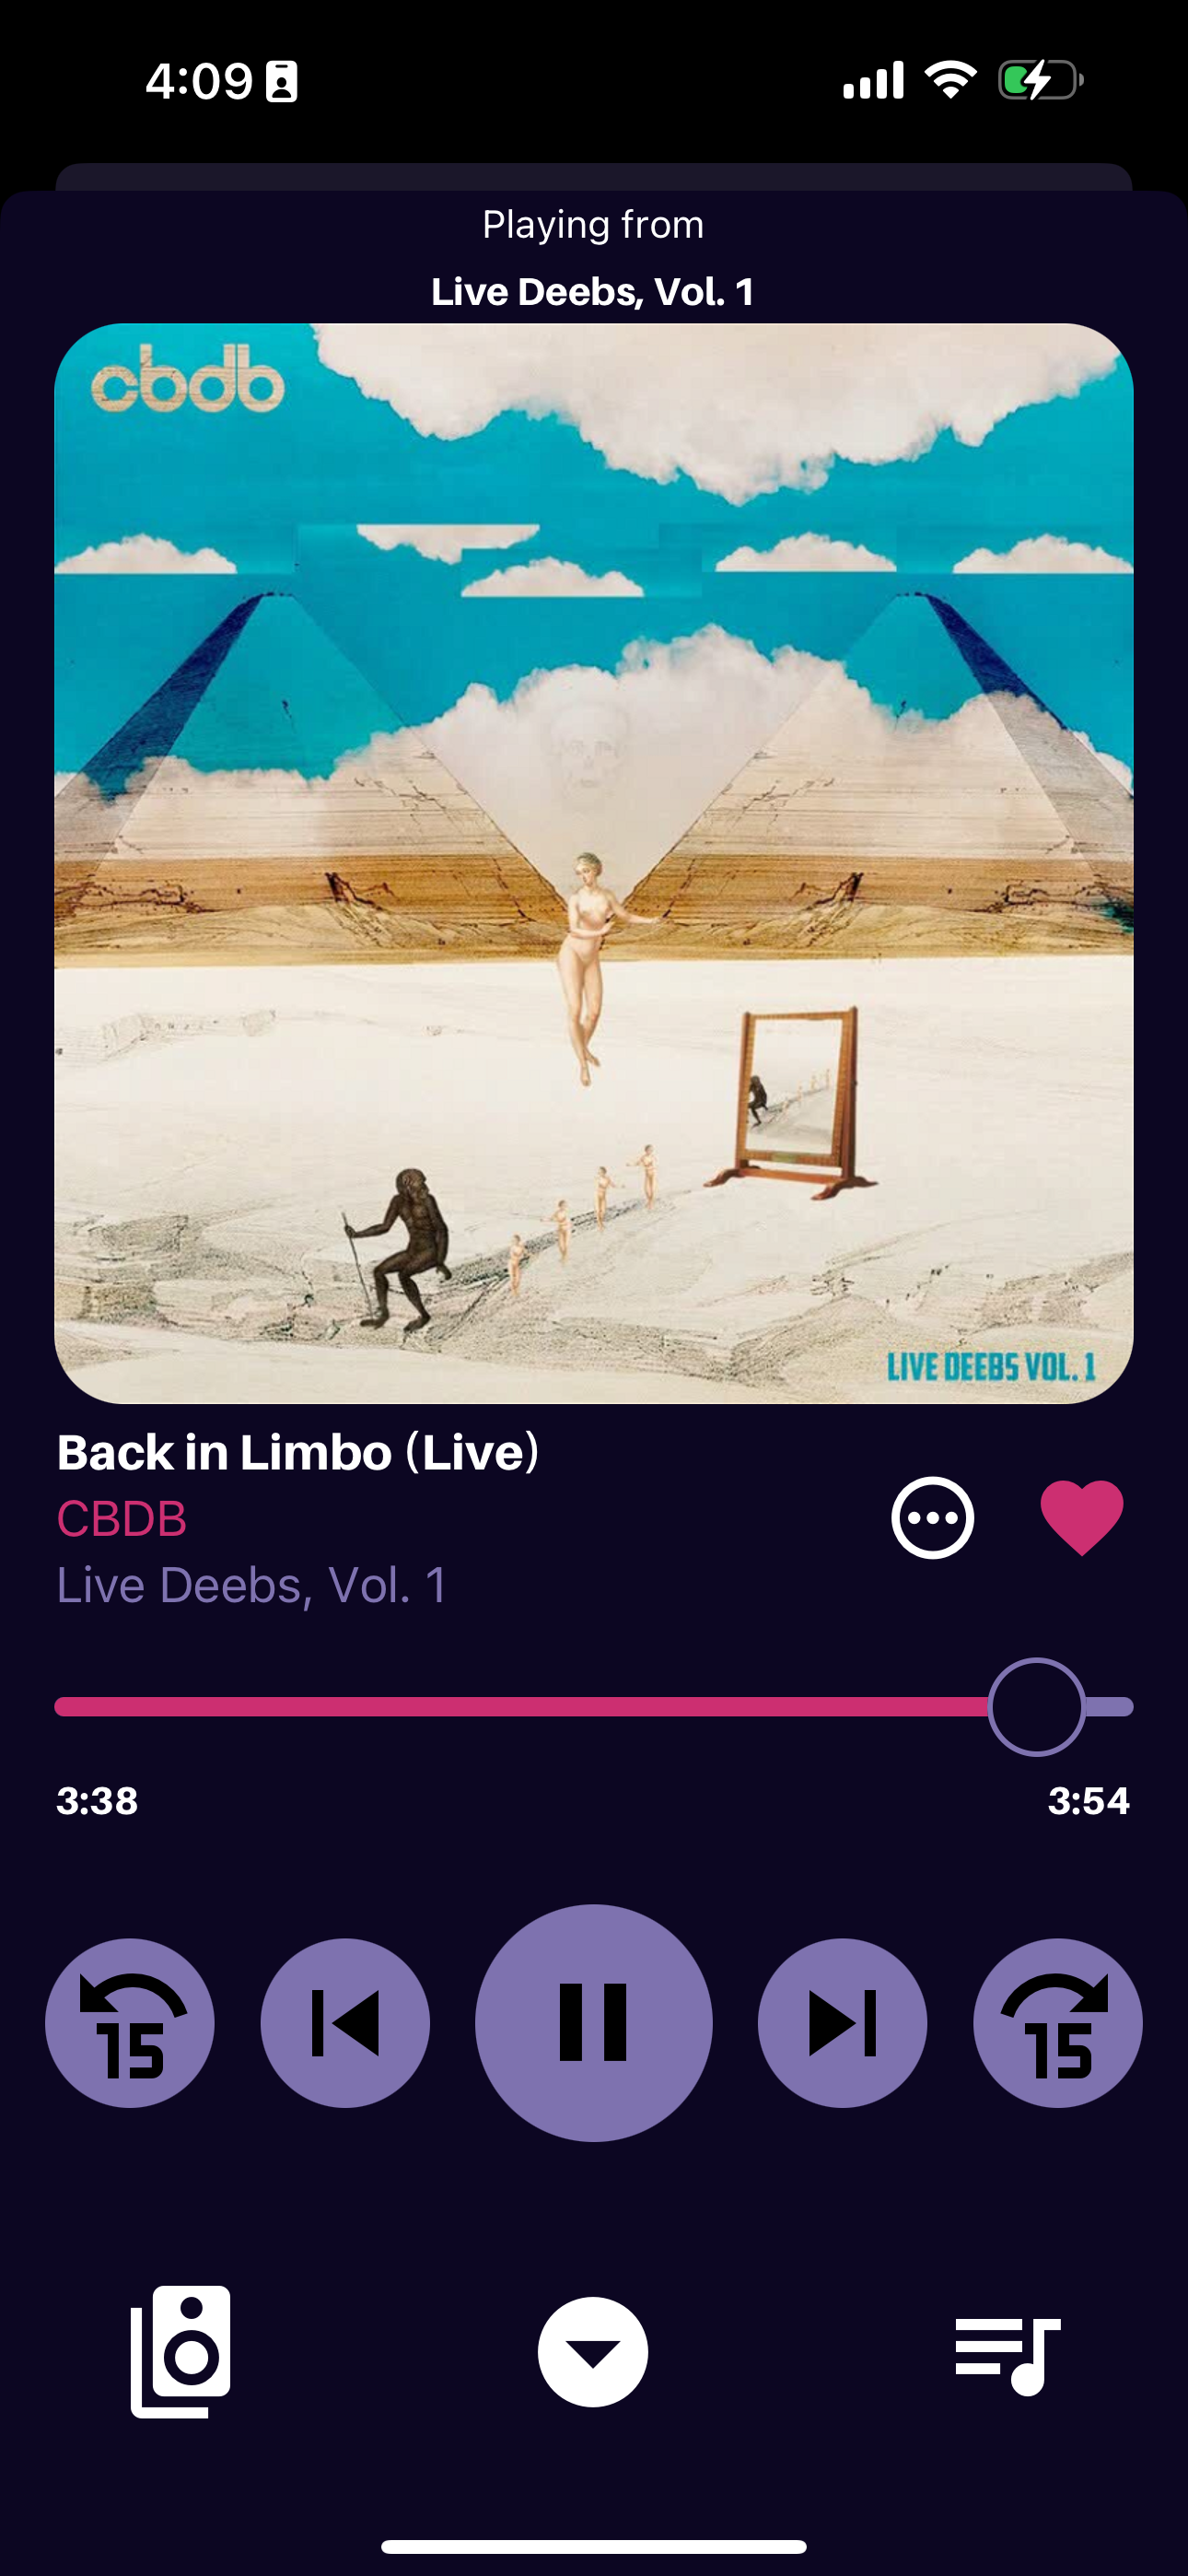 4:09
Playing from
Live Deebs, Vol. 1
cbdb
LIVE DEEBS VOL. 1
Back in Limbo (Live)
CBDB
Live Deebs, Vol. 1
3:38 3:54
15 15